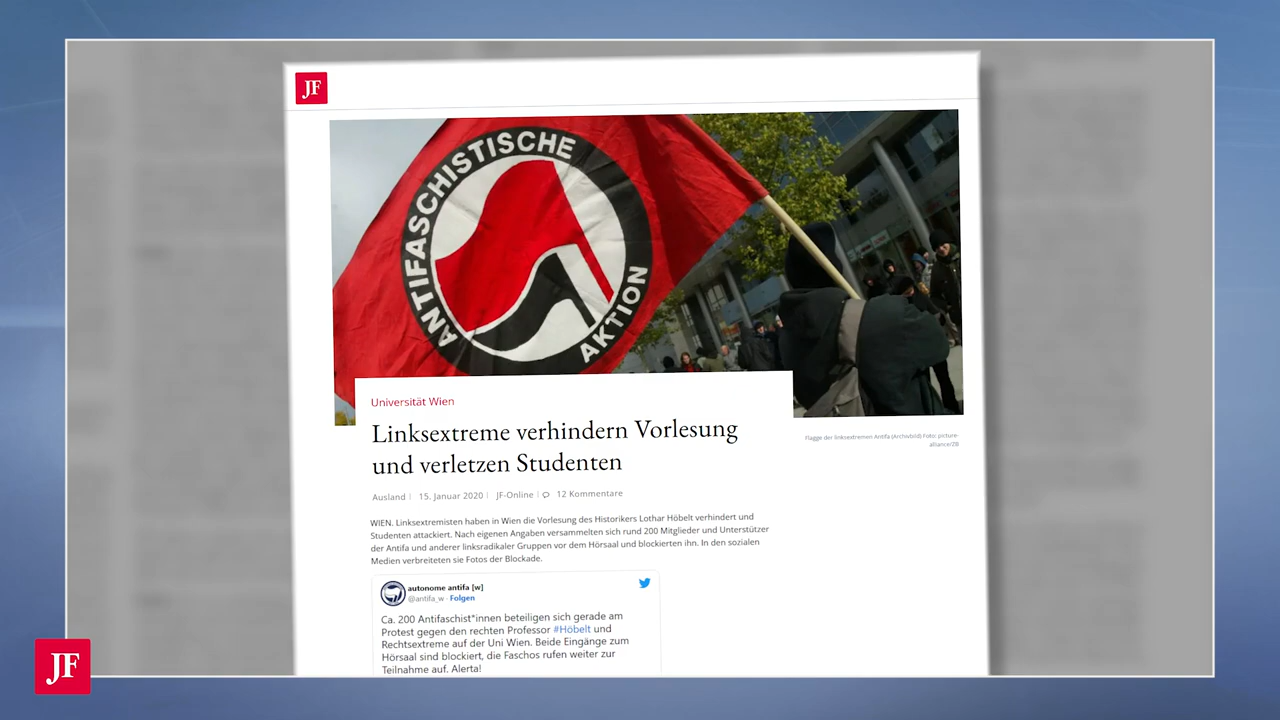 JF
ANTIFASCHISTISCHE
AKTION
Universität Wien
Linksextreme verhindern Vorlesung
und verletzen Studenten
Flagge der linksextremen Antifa (Archivbild) Foto: picture-
alliance/ZB
Ausland | 15. Januar 2020 | JF-Online | 12 Kommentare
WIEN. Linksextremisten haben in Wien die Vorlesung des Historikers Lothar Höbelt verhindert und
Studenten attackiert. Nach eigenen Angaben versammelten sich rund 200 Mitglieder und Unterstützer
der Antifa und anderer linksradikaler Gruppen vor dem Hörsaal und blockierten ihn. In den sozialen
Medien verbreiteten sie Fotos der Blockade.
autonome antifa [w]
@antifa_w · Folgen
Ca. 200 Antifaschist*innen beteiligen sich gerade am
Protest gegen den rechten Professor #Höbelt und
Rechtsextreme auf der Uni Wien. Beide Eingänge zum
Hörsaal sind blockiert, die Faschos rufen weiter zur
Teilnahme auf. Alerta!
JF